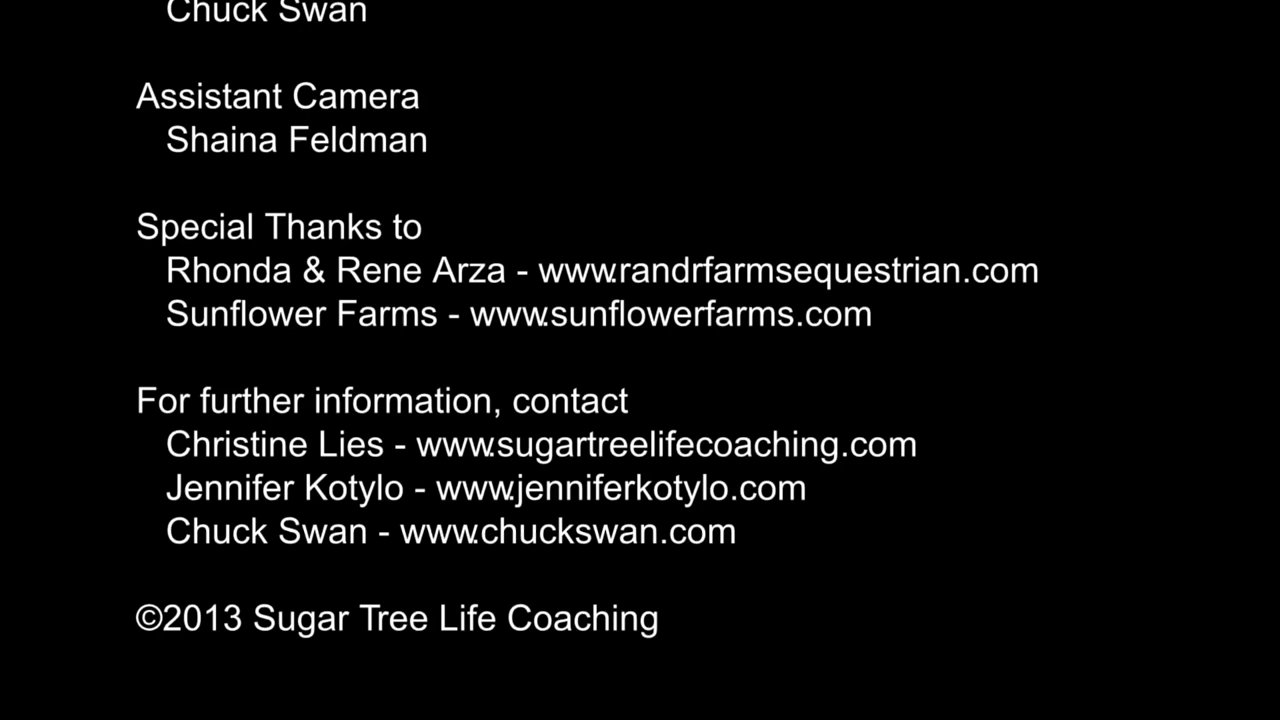 Chuck Swan
Assistant Camera
Shaina Feldman
Special Thanks to
Rhonda & Rene Arza - www.randrfarmsequestrian.com
Sunflower Farms - www.sunflowerfarms.com
For further information, contact
Christine Lies - www.sugartreelifecoaching.com
Jennifer Kotylo - www.jenniferkotylo.com
Chuck Swan - www.chuckswan.com
©2013 Sugar Tree Life Coaching